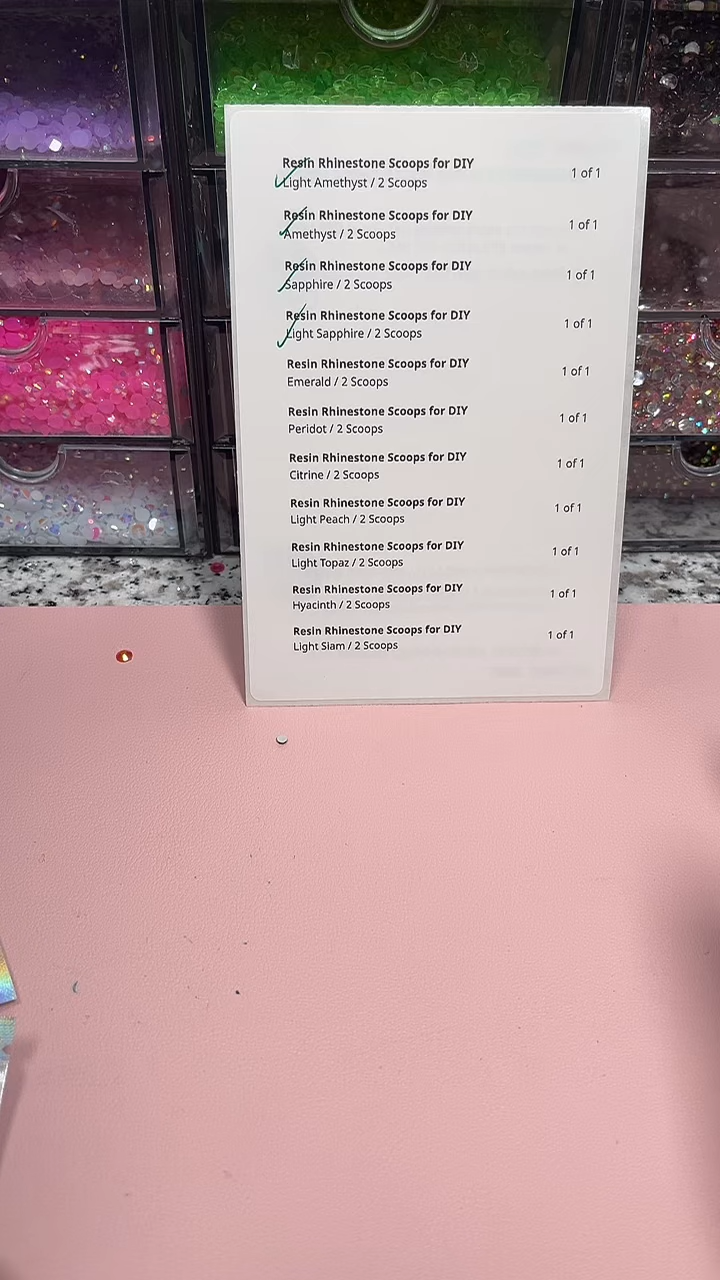 Resin Rhinestone Scoops for DIY
Light Amethyst / 2 Scoops
1 of 1
Resin Rhinestone Scoops for DIY
Amethyst / 2 Scoops
1 of 1
Resin Rhinestone Scoops for DIY
Sapphire / 2 Scoops
1 of 1
Resin Rhinestone Scoops for DIY
Light Sapphire / 2 Scoops
1 of 1
Resin Rhinestone Scoops for DIY
Emerald / 2 Scoops
1 of 1
Resin Rhinestone Scoops for DIY
Peridot / 2 Scoops
1 of 1
Resin Rhinestone Scoops for DIY
Citrine / 2 Scoops
1 of 1
Resin Rhinestone Scoops for DIY
Light Peach / 2 Scoops
1 of 1
Resin Rhinestone Scoops for DIY
Light Topaz / 2 Scoops
1 of 1
Resin Rhinestone Scoops for DIY
Hyacinth / 2 Scoops
1 of 1
Resin Rhinestone Scoops for DIY
Light Siam / 2 Scoops
1 of 1